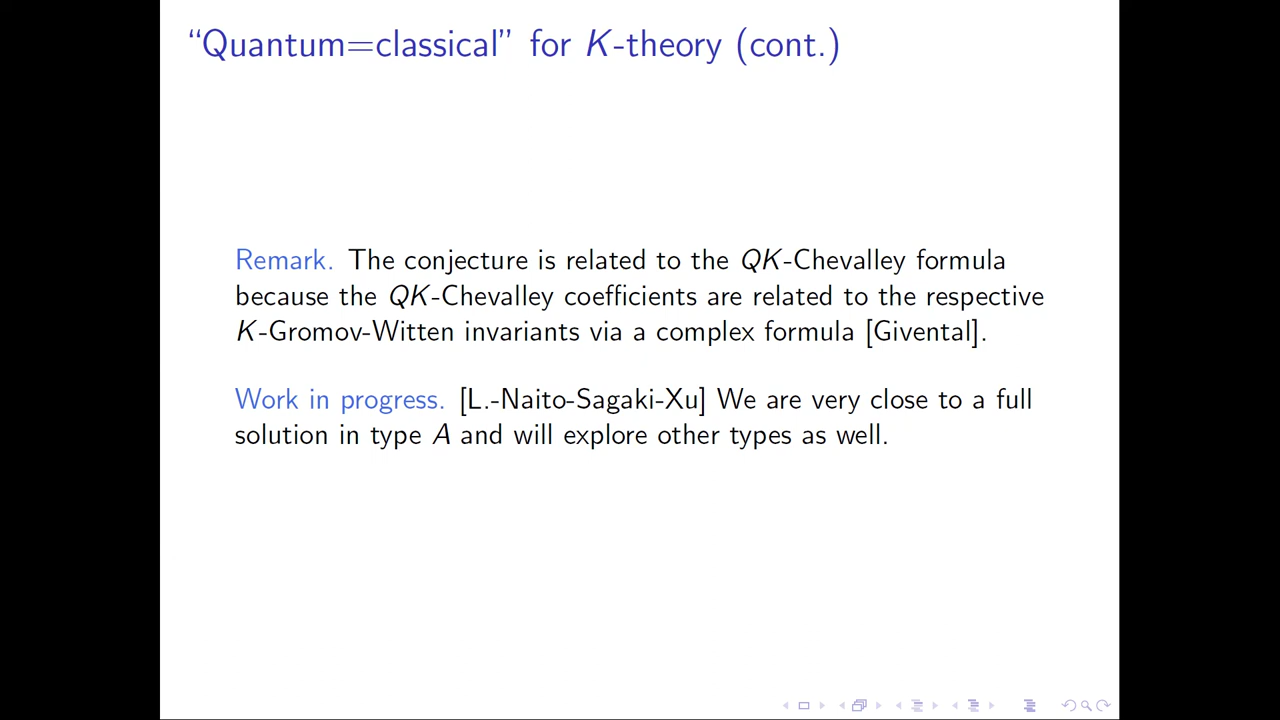 “Quantum=classical” for K-theory (cont.)
Remark. The conjecture is related to the QK-Chevalley formula
because the QK-Chevalley coefficients are related to the respective
K-Gromov-Witten invariants via a complex formula [Givental].
Work in progress. [L.-Naito-Sagaki-Xu] We are very close to a full
solution in type A and will explore other types as well.